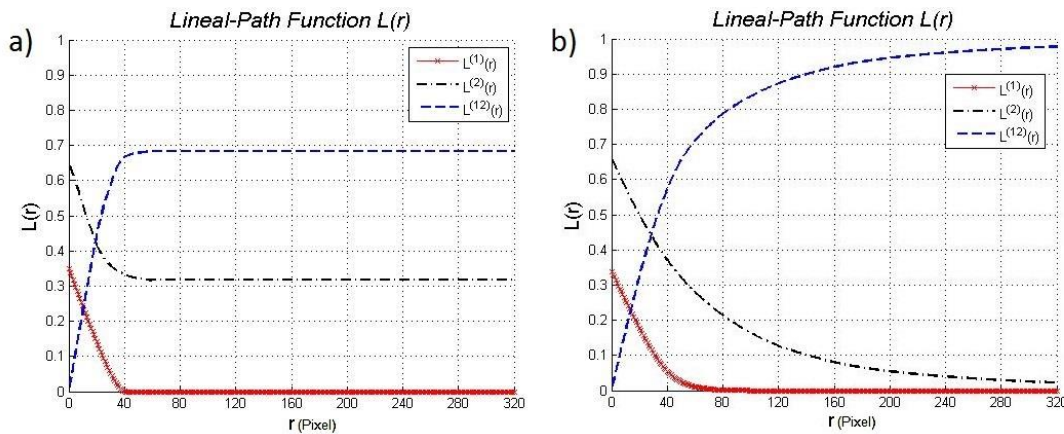 a)
Lineal-Path Function L(r)
L(r)
1
0.9
0.8
0.7
0.6
0.5
0.4
0.3
0.2
0.1
0
0 40 80 120 160 200 240 280 320
r (Pixel)
L(1)(r)
L(2)(r)
L(12)(r)
b)
Lineal-Path Function L(r)
L(r)
1
0.9
0.8
0.7
0.6
0.5
0.4
0.3
0.2
0.1
0
0 40 80 120 160 200 240 280 320
r (Pixel)
L(1)(r)
L(2)(r)
L(12)(r)